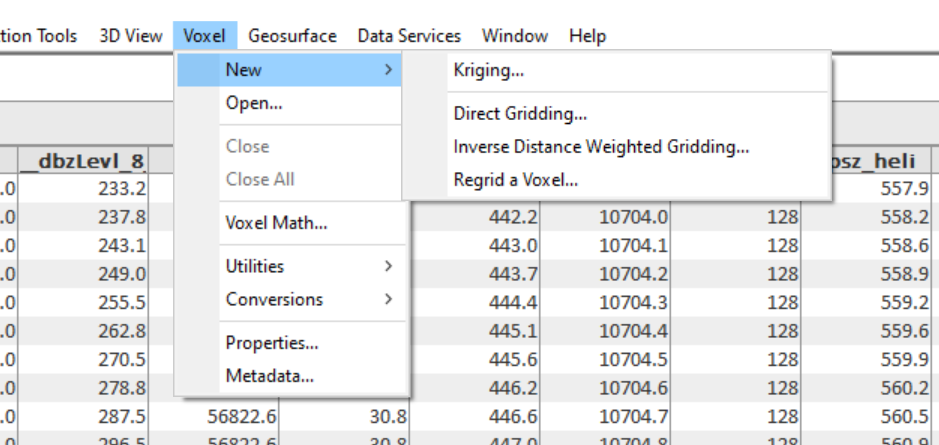 tion Tools 3D View Voxel Geosurface Data Services Window Help
New > Kriging...
Open...
Direct Gridding...
Close Inverse Distance Weighted Gridding...
__dbzLevl_8 osz_heli
Close All Regrid a Voxel...
.0 233.2 557.9
.0 237.8 Voxel Math... 442.2 10704.0 128 558.2
.0 243.1 443.0 10704.1 128 558.6
.0 249.0 Utilities > 443.7 10704.2 128 558.9
.0 255.5 Conversions > 444.4 10704.3 128 559.2
.0 262.8 445.1 10704.4 128 559.6
.0 270.5 Properties... 445.6 10704.5 128 559.9
.0 278.8 Metadata... 446.2 10704.6 128 560.2
.0 287.5 56822.6 30.8 446.6 10704.7 128 560.5
.0 296.5 56822.6 30.8 447.0 10704.8 128 560.9